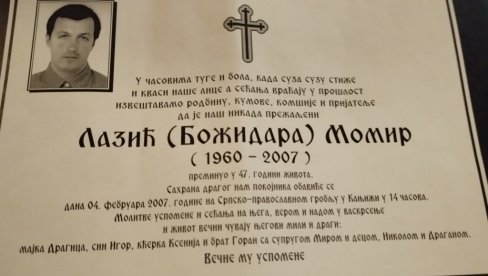 У часовима туге и бола, када суза сузу стиже
и кваси наше лице а сећања враћају у прошлост
извештавамо родбину, кумове, комшије и пријатеље
да је наш никада прежаљени
Лазић (Божидара) Момир
( 1960 – 2007 )
преминуо у 47. години живота.
Сахрана драгог нам покојника обавиће се
дана 04. фебруара 2007. године на Српско-православном гробљу у Кањижи у 14 часова.
Молитве успомене и сећања на њега, вером и надом у васкрсење
и живот вечни чувају његови мили и драги:
мајка Драгица, син Игор, кћерка Ксенија и брат Горан са супругом Миром и децом, Николом и Драганом.
Вечне му успомене